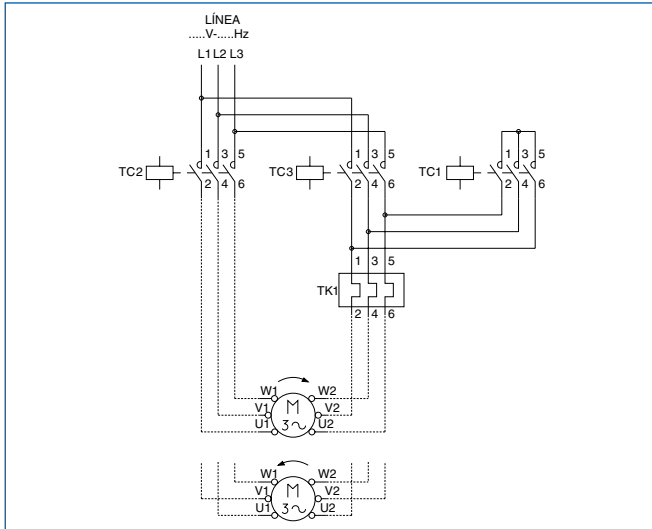 LÍNEA
.....V-.....Hz
L1 L2 L3
1 3 5
1 3 5
1 3 5
TC2
TC3
TC1
2 4 6
2 4 6
2 4 6
1 3 5
TK1
2 4 6
W1 W2
V1 M V2
U1 3~ U2
W1 W2
V1 M V2
U1 3~ U2